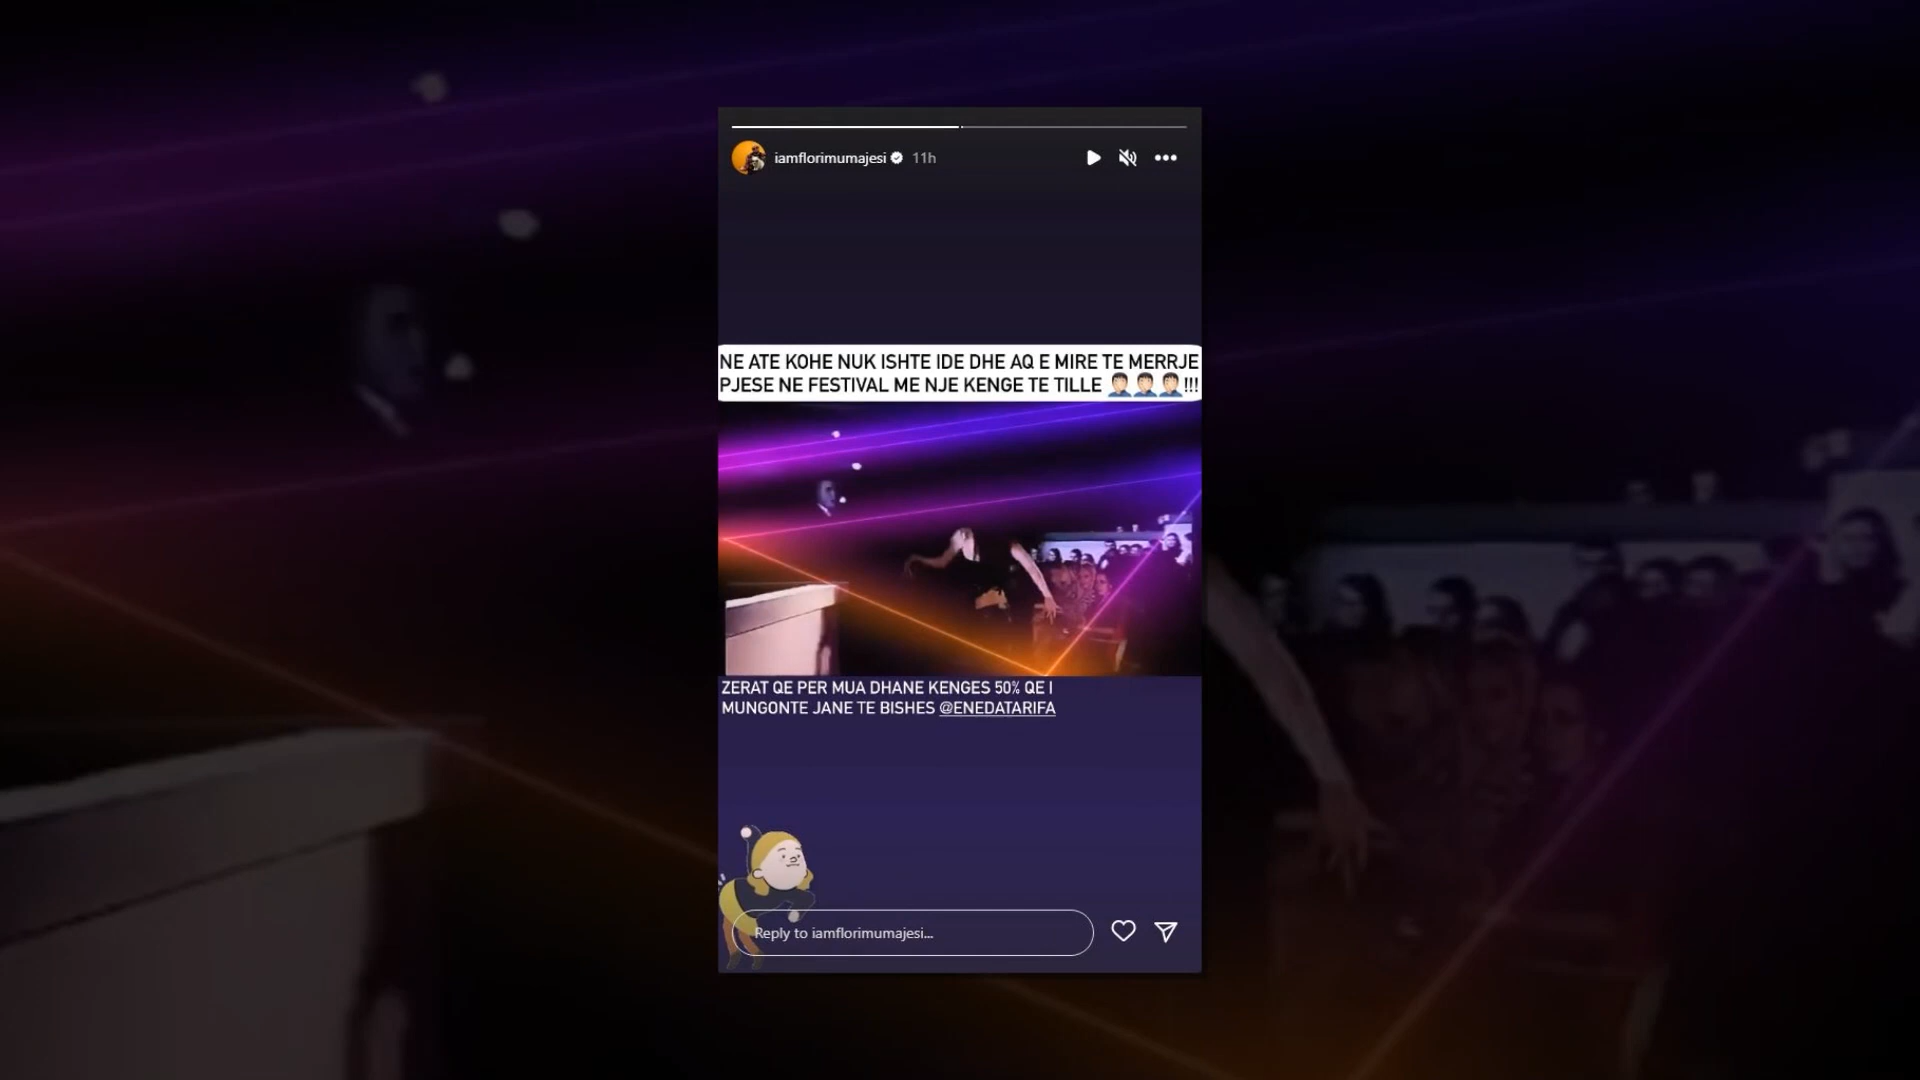 iamflorimumajesi 11h
NE ATE KOHE NUK ISHTE IDE DHE AQ E MIRE TE MERRJE
PJESE NE FESTIVAL ME NJE KENGE TE TILLE 🤦🏻‍♂️🤦🏻‍♂️🤦🏻‍♂️!!!
ZERAT QE PER MUA DHANE KENGES 50% QE I
MUNGONTE JANE TE BISHES @ENEDATARIFA
Reply to iamflorimumajesi...